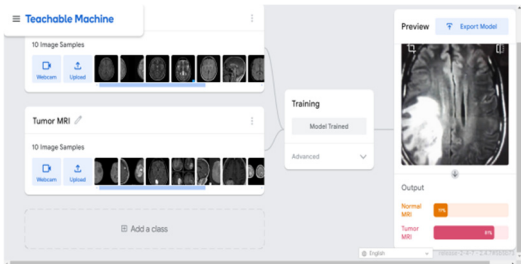 Teachable Machine
10 Image Samples
Webcam
Upload
Tumor MRI
10 Image Samples
Webcam
Upload
Add a class
Training
Model Trained
Advanced
English
Preview
Export Model
Output
Normal
MRI
Tumor
MRI